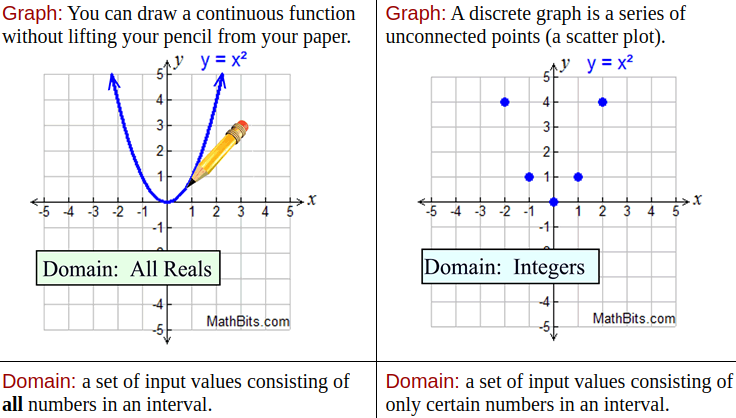 Graph: You can draw a continuous function
without lifting your pencil from your paper.
y y = x²
5
4
3
2
1
-5 -4 -3 -2 -1 1 2 3 4 5 x
-1
Domain: All Reals
-4
-5
MathBits.com
Domain: a set of input values consisting of
all numbers in an interval.
Graph: A discrete graph is a series of
unconnected points (a scatter plot).
y y = x²
5
4
3
2
1
-5 -4 -3 -2 -1 1 2 3 4 5 x
-1
Domain: Integers
-4
-5
MathBits.com
Domain: a set of input values consisting of
only certain numbers in an interval.